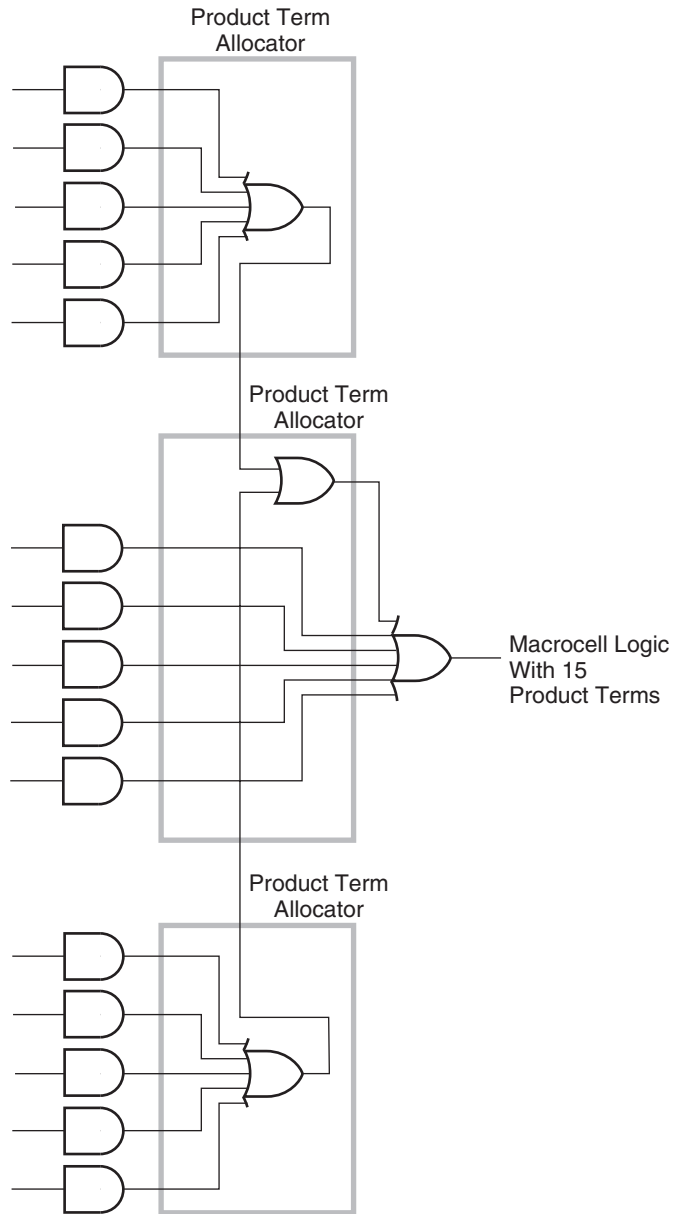 Product Term
Allocator
Product Term
Allocator
Macrocell Logic
With 15
Product Terms
Product Term
Allocator